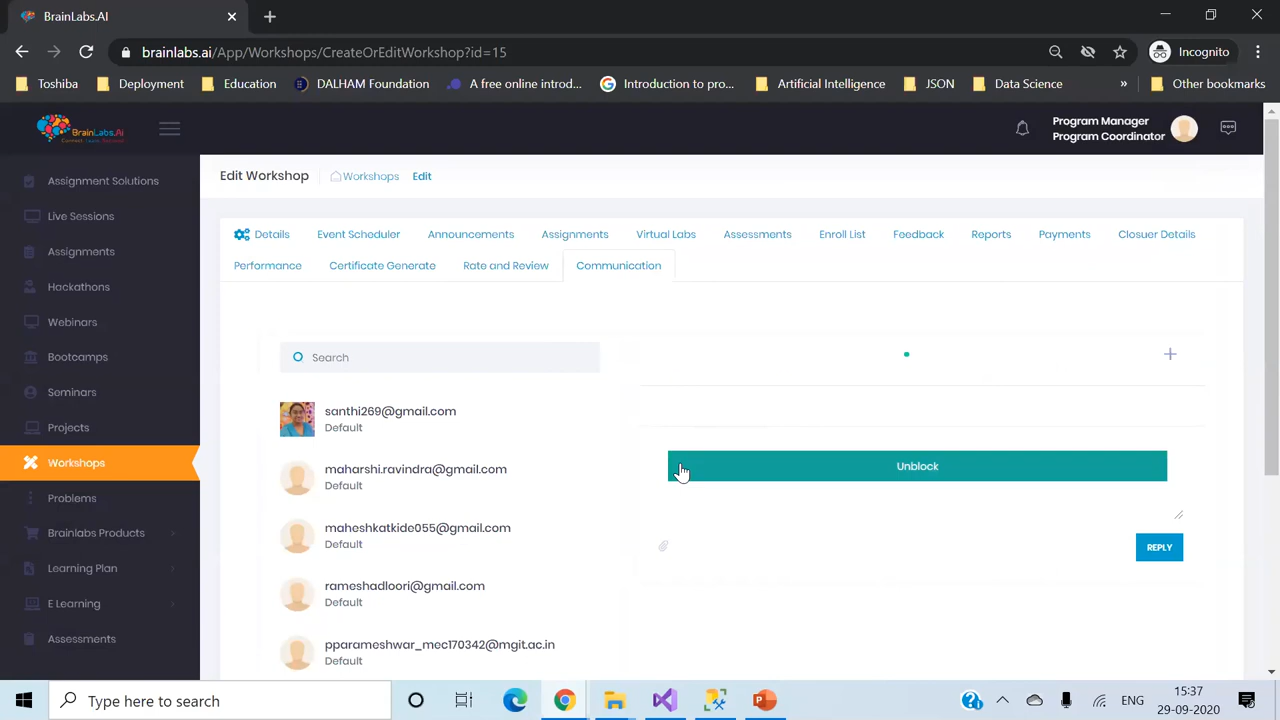 BrainLabs.AI
brainlabs.ai/App/Workshops/CreateOrEditWorkshop?id=15
Incognito
Toshiba
Deployed
Education
DALHAM Education
An online introd...
Communication to pro...
Artificial Intelligence
JSON
Data Science
»
Other bookmarks
BrainLabs.Ai
Program Manager
Program Coordinator
Edit Workshop
Workshops
Edit
Assignment Solutions
Live Sessions
Assignments
Hackathons
Webinars
Bootcamps
Seminars
Projects
Workshops
Problems
Brainlabs Products
Learning Plan
E Learning
Assessments
Details
Event Scheduler
Announcements
Assignments
Virtual Labs
Assessments
Enroll List
Feedback
Reports
Payments
Closuer Details
Performance
Certificate Generate
Rate and Review
Communication
Search
santhi269@gmail.com
Default
maharshi.ravindra@gmail.com
Default
maheshkatkide055@gmail.com
Default
rameshadloori@gmail.com
Default
pparameshwar_mec170342@mgit.ac.in
Default
Unblock
REPLY
Type here to search
ENG
15:37
29-09-2020